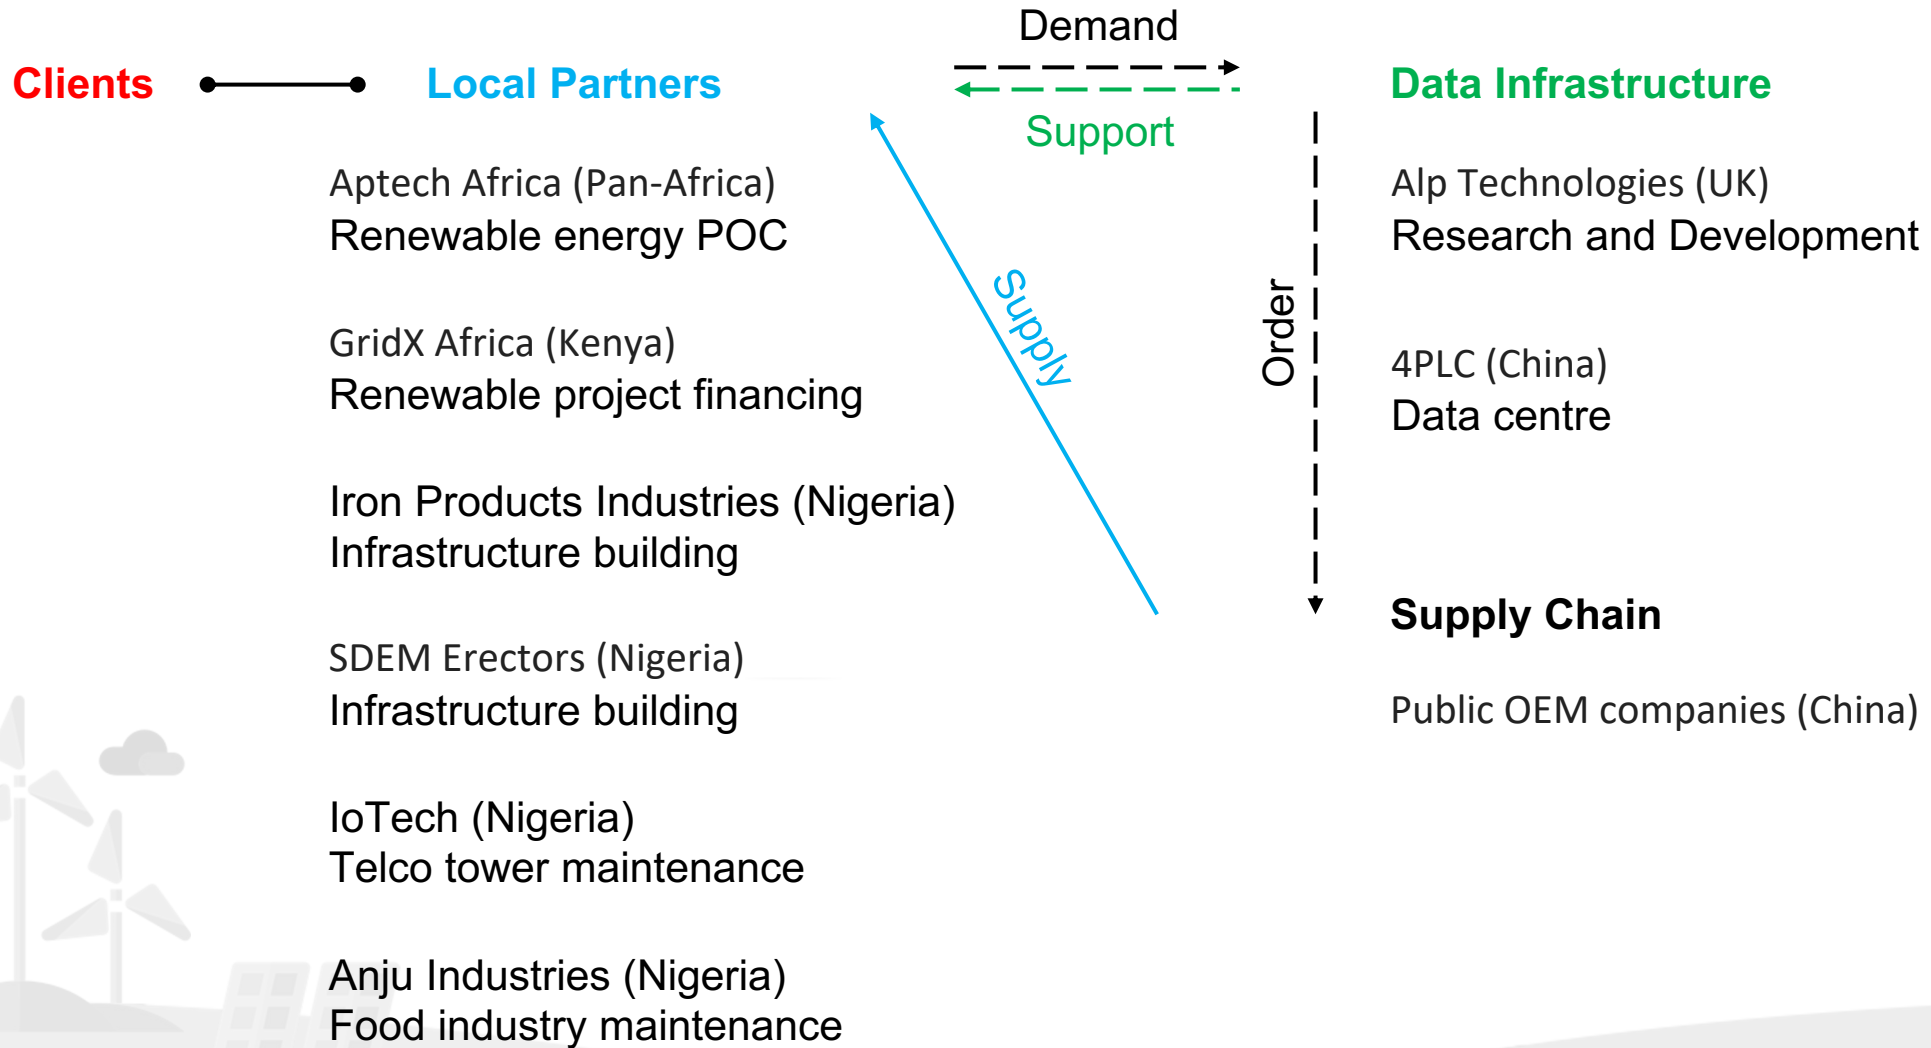 Clients
Local Partners
Demand
Support
Data Infrastructure
Aptech Africa (Pan-Africa)
Renewable energy POC
GridX Africa (Kenya)
Renewable project financing
Iron Products Industries (Nigeria)
Infrastructure building
SDEM Erectors (Nigeria)
Infrastructure building
IoTech (Nigeria)
Telco tower maintenance
Anju Industries (Nigeria)
Food industry maintenance
Supply
Order
Alp Technologies (UK)
Research and Development
4PLC (China)
Data centre
Supply Chain
Public OEM companies (China)